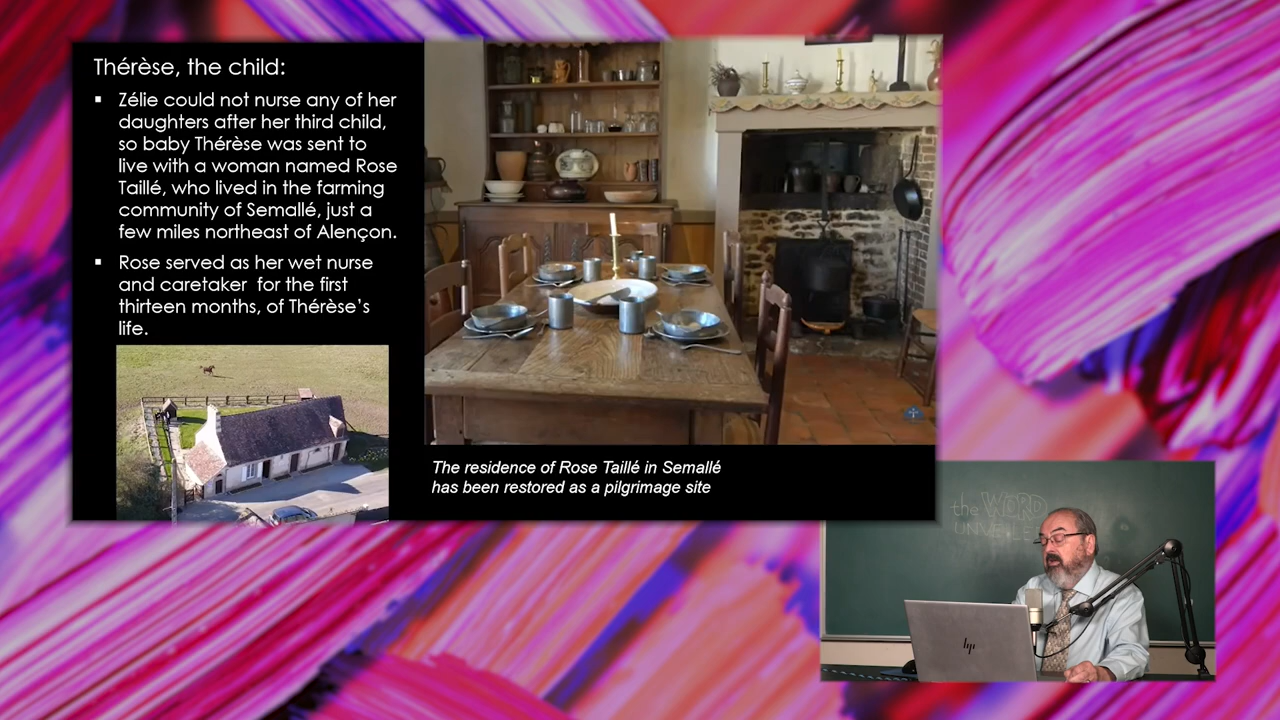 Thérèse, the child:
▪ Zélie could not nurse any of her
daughters after her third child,
so baby Thérèse was sent to
live with a woman named Rose
Taillé, who lived in the farming
community of Semallé, just a
few miles northeast of Alençon.
▪ Rose served as her wet nurse
and caretaker  for the first
thirteen months, of Thérèse's
life.
The residence of Rose Taillé in Semallé
has been restored as a pilgrimage site
the WORD
hp